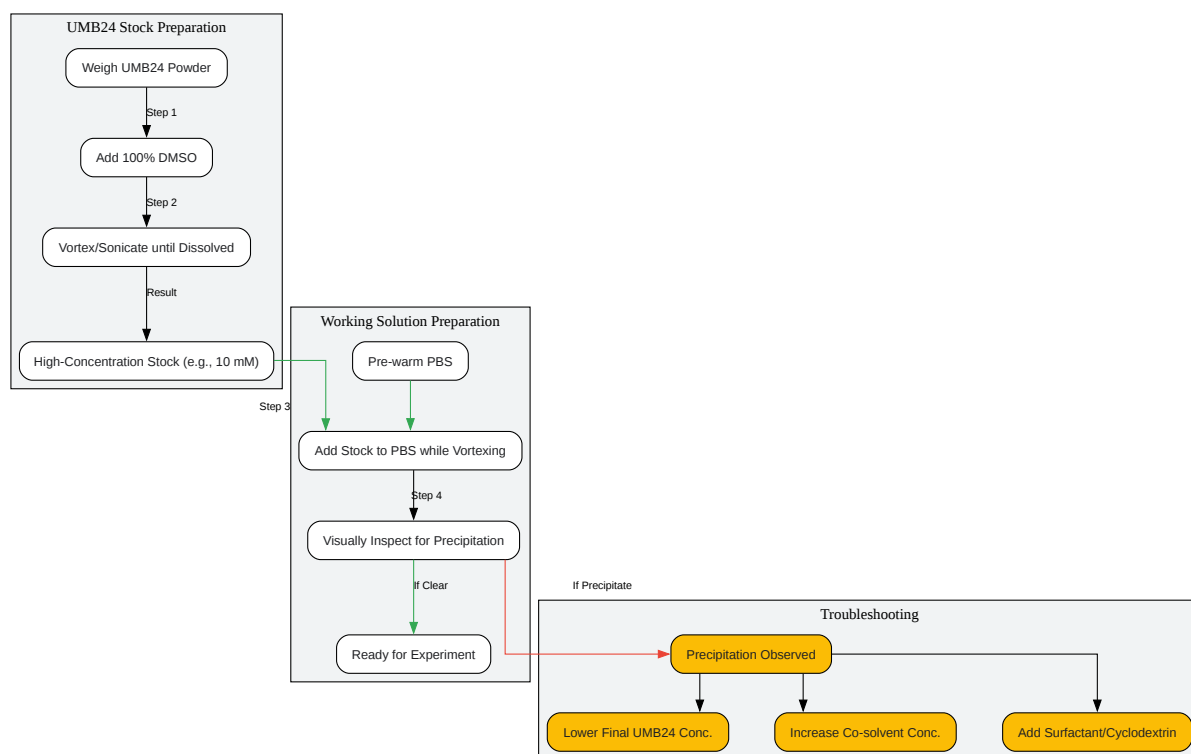 UMB24 Stock Preparation
Weigh UMB24 Powder
Step 1
Add 100% DMSO
Step 2
Vortex/Sonicate until Dissolved
Result
High-Concentration Stock (e.g., 10 mM)
Working Solution Preparation
Pre-warm PBS
Step 3
Add Stock to PBS while Vortexing
Step 4
Visually Inspect for Precipitation
If Clear
If Precipitate
Ready for Experiment
Troubleshooting
Precipitation Observed
Lower Final UMB24 Conc.
Increase Co-solvent Conc.
Add Surfactant/Cyclodextrin